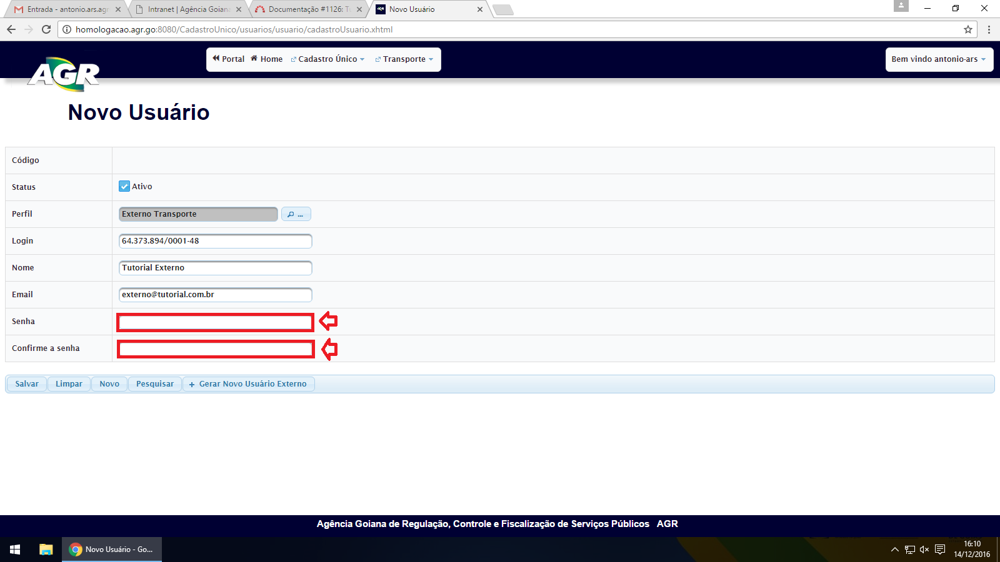 Entrada - antonio.ars.agr
Intranet | Agência Goiana
Documentação #1126: Tu
Novo Usuário
homologacao.agr.go:8080/CadastroUnico/usuarios/usuario/cadastroUsuario.xhtml
AGR
Portal Home Cadastro Único Transporte
Bem vindo antonio-ars
Novo Usuário
Código
Status Ativo
Perfil Externo Transporte ...
Login 64.373.894/0001-48
Nome Tutorial Externo
Email externo@tutorial.com.br
Senha
Confirme a senha
Salvar Limpar Novo Pesquisar + Gerar Novo Usuário Externo
Agência Goiana de Regulação, Controle e Fiscalização de Serviços Públicos AGR
Novo Usuário - Go...
16:10
14/12/2016